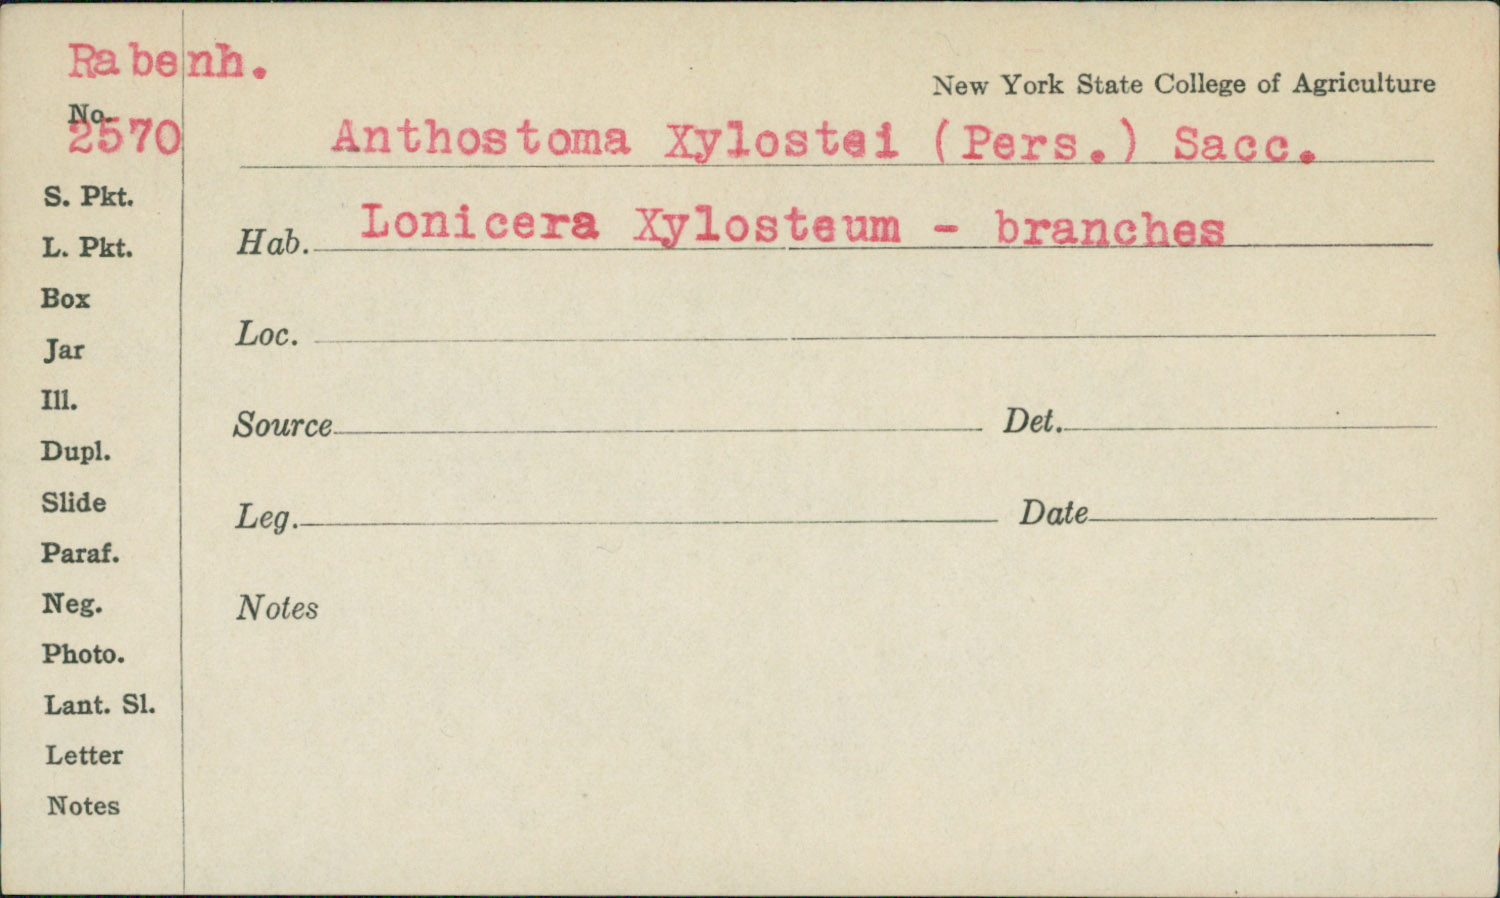 Rabenh.
New York State College of Agriculture
No.
2570
Anthostoma Xylostei (Pers.) Sacc.
Hab. Lonicera Xylosteum - branches
Loc.
Source Det.
Leg. Date
Notes
S. Pkt.
L. Pkt.
Box
Jar
Ill.
Dupl.
Slide
Paraf.
Neg.
Photo.
Lant. Sl.
Letter
Notes